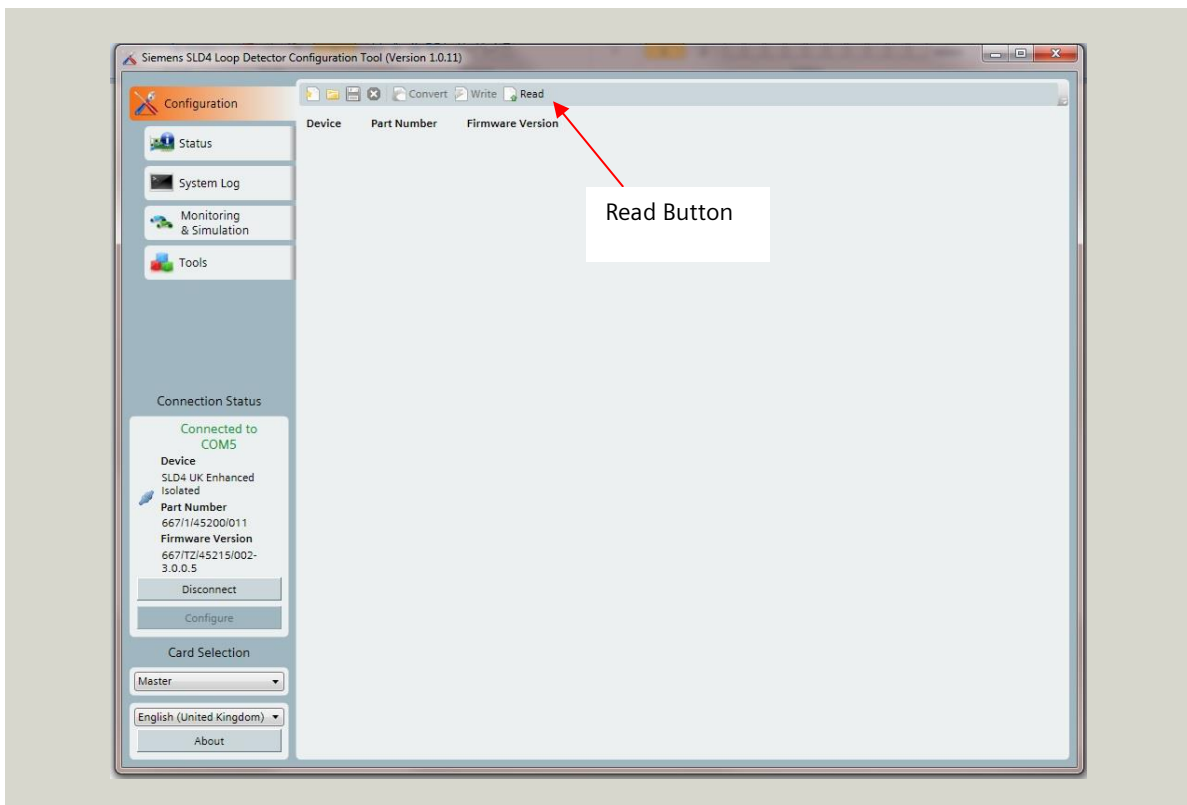 Siemens SLD4 Loop Detector Configuration Tool (Version 1.0.11)
Configuration
Convert Write Read
Device Part Number Firmware Version
Status
System Log
Monitoring
& Simulation
Tools
Read Button
Connection Status
Connected to
COM5
Device
SLD4 UK Enhanced
Isolated
Part Number
667/1/45200/011
Firmware Version
667/TZ/45215/002-
3.0.0.5
Disconnect
Configure
Card Selection
Master
English (United Kingdom)
About